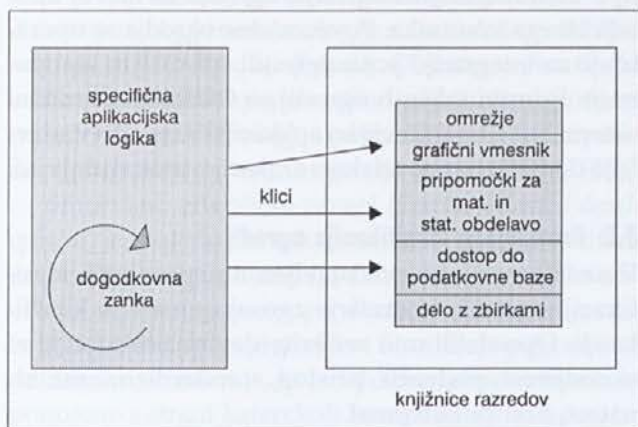 specifična
aplikacijska
logika
dogodkovna
zanka
klici
omrežje
grafični vmesnik
pripomočki za
mat. in
stat. obdelavo
dostop do
podatkovne baze
delo z zbirkami
knjižnice razredov